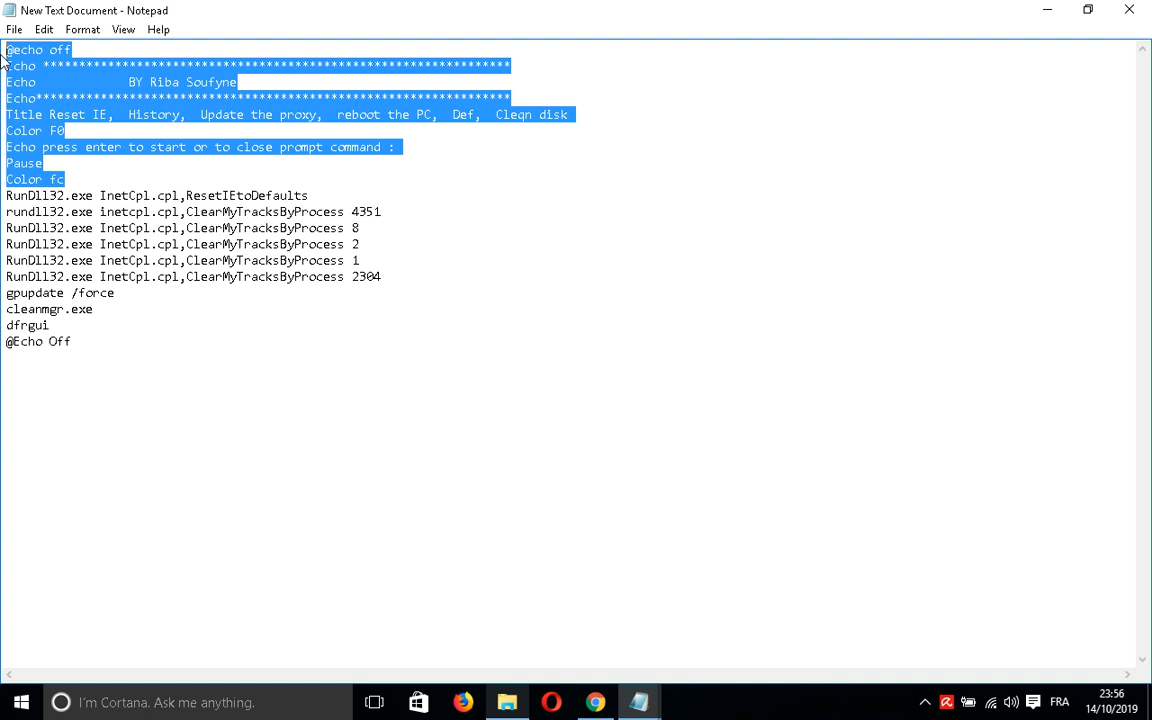 New Text Document - Notepad
File Edit Format View Help
@echo off
Echo ****************************************************************
Echo BY Riba Soufyne
Echo*****************************************************************
Title Reset IE, History, Update the proxy, reboot the PC, Def, Cleqn disk
Color F0
Echo press enter to start or to close prompt command :
Pause
Color fc
RunDll32.exe InetCpl.cpl,ResetIEtoDefaults
rundll32.exe inetcpl.cpl,ClearMyTracksByProcess 4351
RunDll32.exe InetCpl.cpl,ClearMyTracksByProcess 8
RunDll32.exe InetCpl.cpl,ClearMyTracksByProcess 2
RunDll32.exe InetCpl.cpl,ClearMyTracksByProcess 1
RunDll32.exe InetCpl.cpl,ClearMyTracksByProcess 2304
gpupdate /force
cleanmgr.exe
dfrgui
@Echo Off
I'm Cortana. Ask me anything.
FRA
23:56
14/10/2019